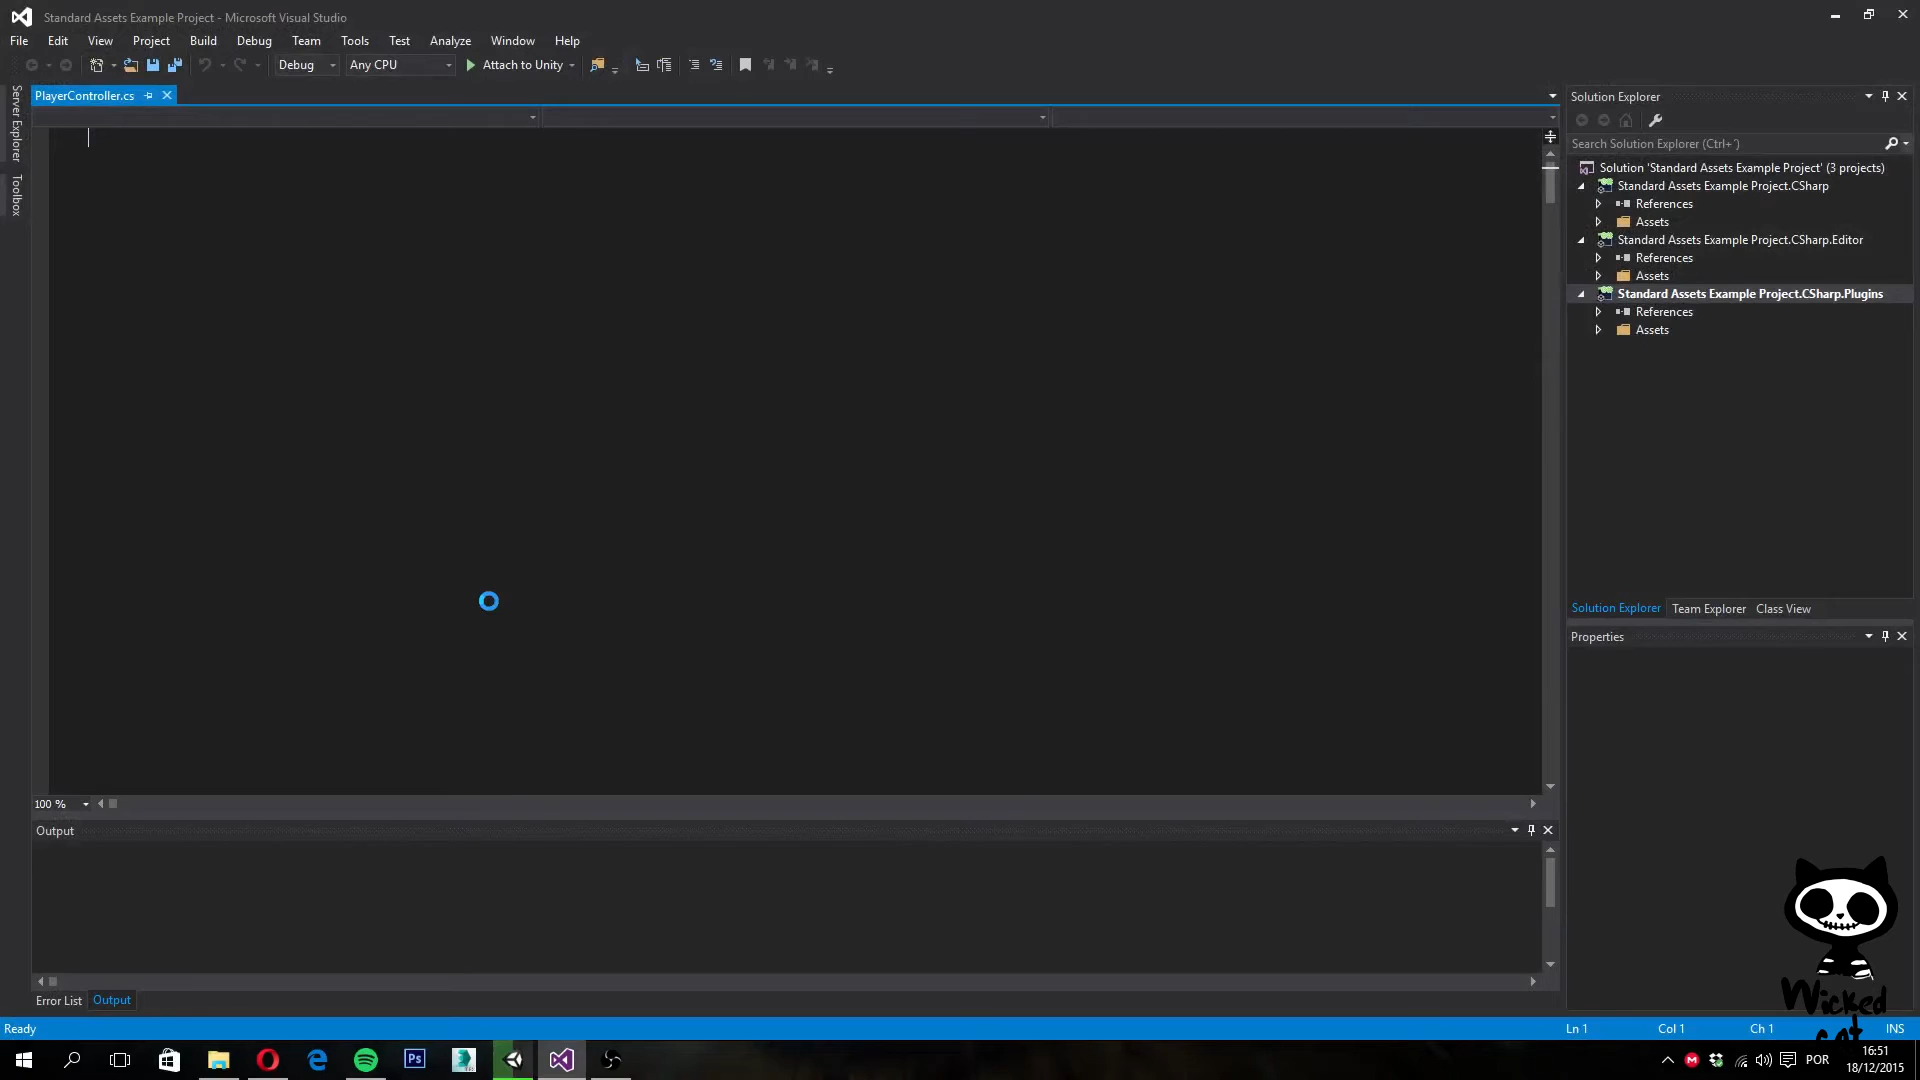 Standard Assets Example Project - Microsoft Visual Studio
File Edit View Project Build Debug Team Tools Test Analyze Window Help
Debug Any CPU Attach to Unity
Server Explorer
Toolbox
PlayerController.cs
Solution Explorer
Search Solution Explorer (Ctrl+´)
Solution 'Standard Assets Example Project' (3 projects)
Standard Assets Example Project.CSharp
References
Assets
Standard Assets Example Project.CSharp.Editor
References
Assets
Standard Assets Example Project.CSharp.Plugins
References
Assets
Solution Explorer Team Explorer Class View
Properties
100 %
Output
Error List Output
Wicked
cat
Ready Ln 1 Col 1 Ch 1 INS
Ps
POR
16:51
18/12/2015